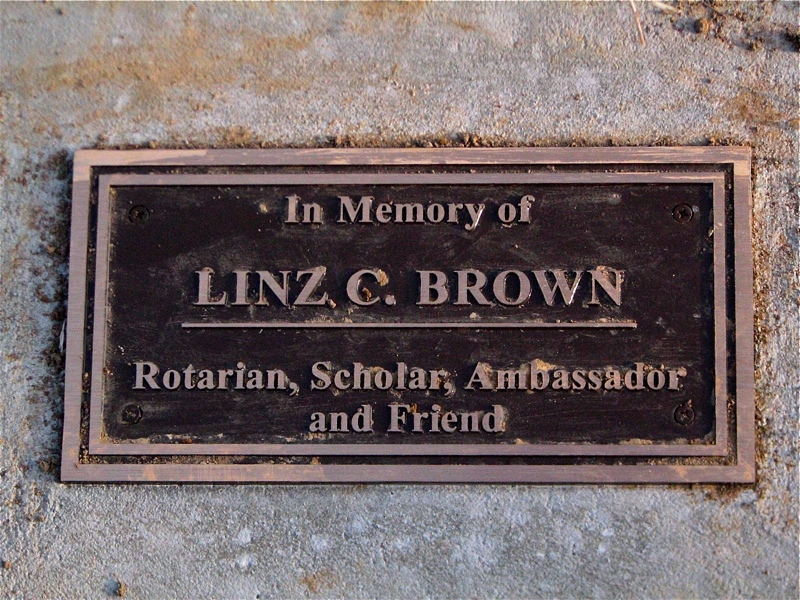 In Memory of
LINZ C. BROWN
Rotarian, Scholar, Ambassador
and Friend